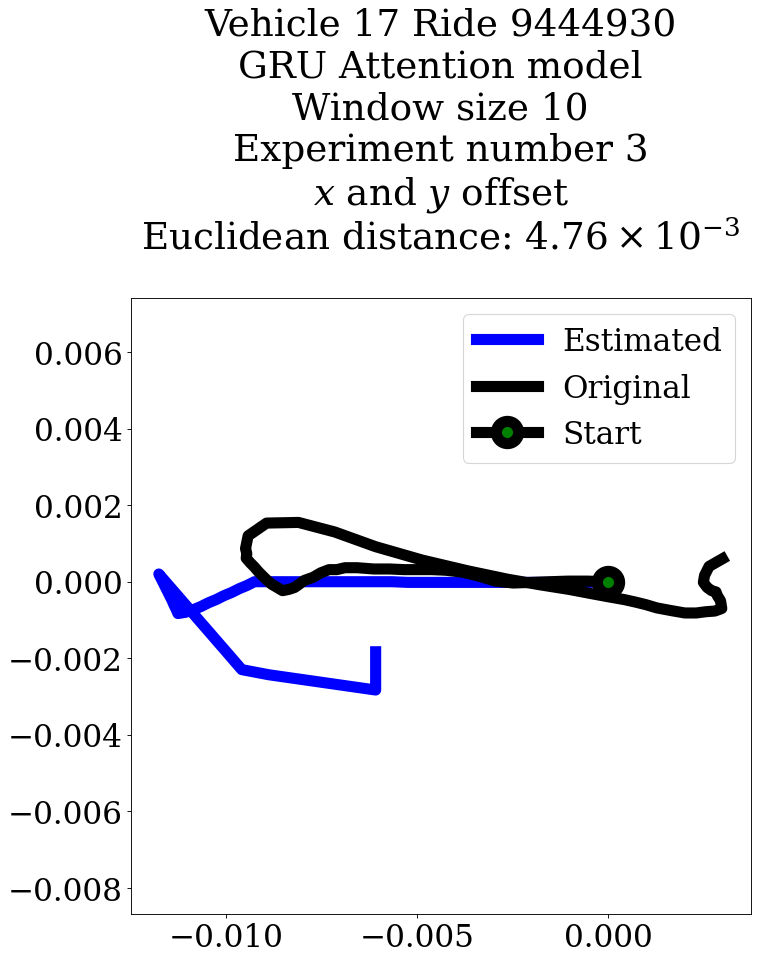 Vehicle 17 Ride 9444930
GRU Attention model
Window size 10
Experiment number 3
x and y offset
Euclidean distance: 4.76 × 10⁻³
Estimated
Original
Start
0.006
0.004
0.002
0.000
−0.002
−0.004
−0.006
−0.008
−0.010 −0.005 0.000